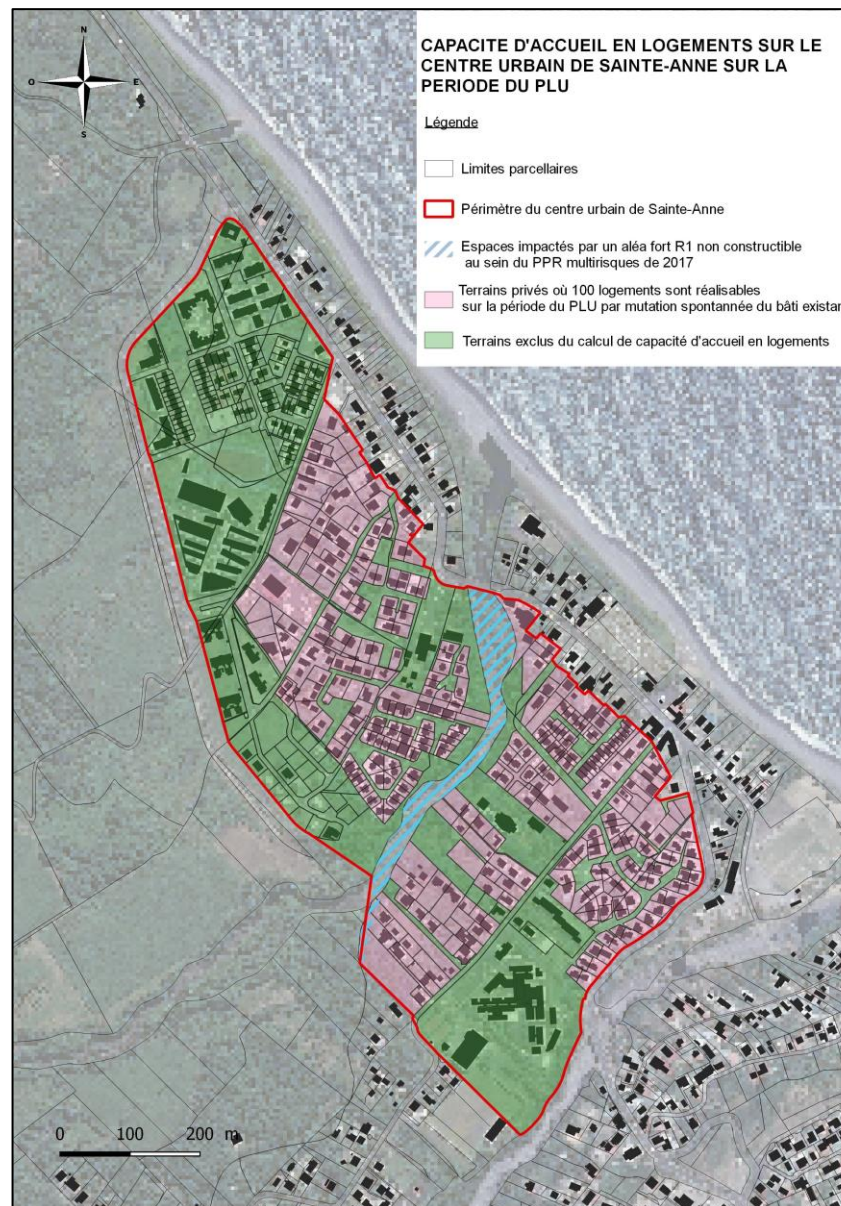 CAPACITE D'ACCUEIL EN LOGEMENTS SUR LE
CENTRE URBAIN DE SAINTE-ANNE SUR LA
PERIODE DU PLU
Légende
Limites parcellaires
Périmètre du centre urbain de Sainte-Anne
Espaces impactés par un aléa fort R1 non constructible
au sein du PPR multirisques de 2017
Terrains privés où 100 logements sont réalisables
sur la période du PLU par mutation spontannée du bâti existan
Terrains exclus du calcul de capacité d'accueil en logements
N
O
E
S
0 100 200 m